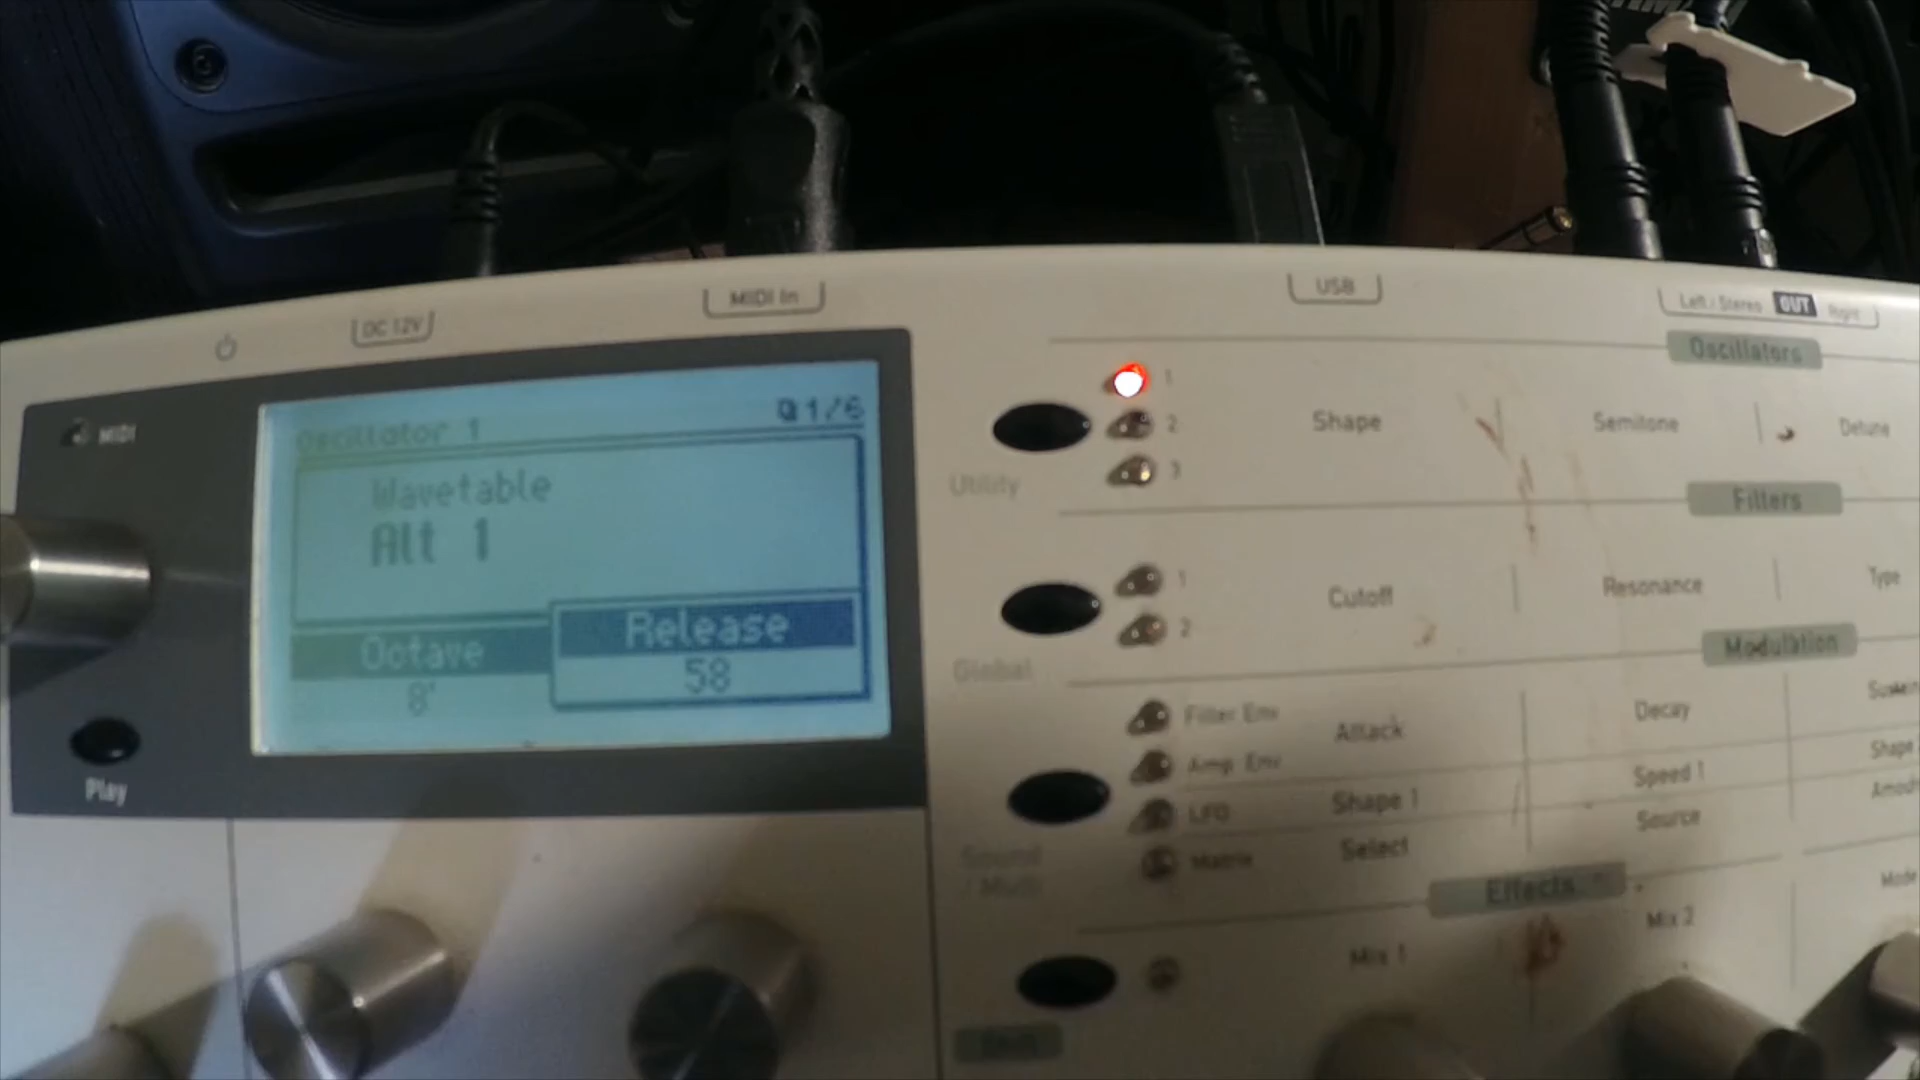 DC 12V
MIDI In
USB
Left / Stereo OUT Right
MIDI
Oscillator 1 1/6
Wavetable
Alt 1
Octave
8'
Release
58
Play
Oscillators
1
2
3
Utility
Shape
Semitone
Detune
Filters
1
2
Global
Cutoff
Resonance
Type
Modulation
Filter Env
Amp Env
LFO
Matrix
Sound
/ Multi
Attack
Decay
Shape 1
Speed 1
Shape
Select
Source
Effects
Mix 1
Mix 2
Mode